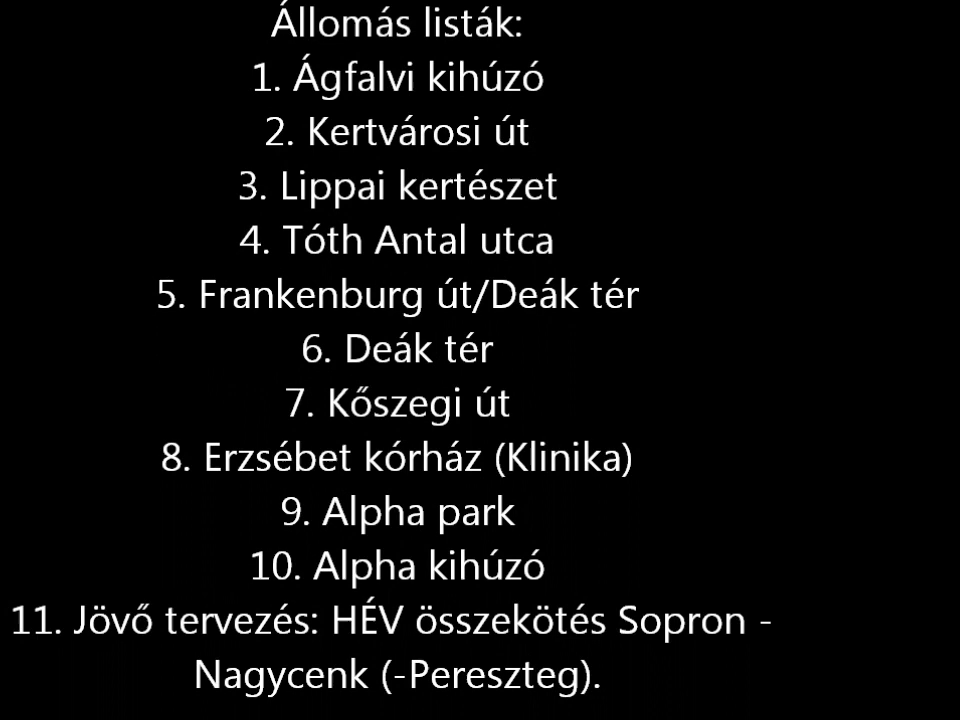 Állomás listák:
1. Ágfalvi kihúzó
2. Kertvárosi út
3. Lippai kertészet
4. Tóth Antal utca
5. Frankenburg út/Deák tér
6. Deák tér
7. Kőszegi út
8. Erzsébet kórház (Klinika)
9. Alpha park
10. Alpha kihúzó
11. Jövő tervezés: HÉV összekötés Sopron -
Nagycenk (-Pereszteg).